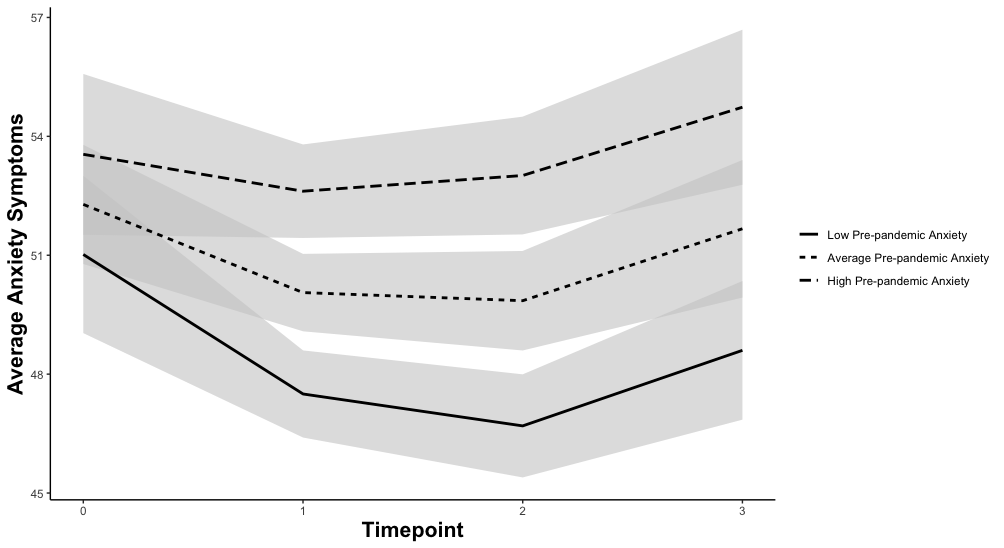 57
54
51
48
45
Average Anxiety Symptoms
0 1 2 3
Timepoint
Low Pre-pandemic Anxiety
Average Pre-pandemic Anxiety
High Pre-pandemic Anxiety